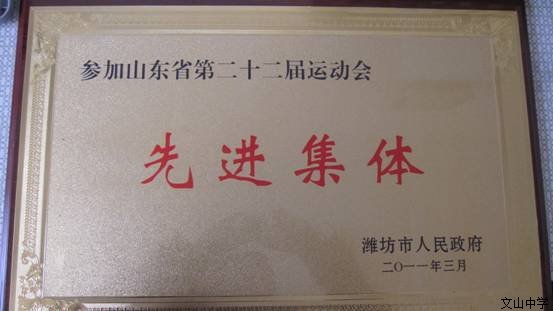 参加山东省第二十二届运动会
先进集体
潍坊市人民政府
二〇一一年三月
文山中学